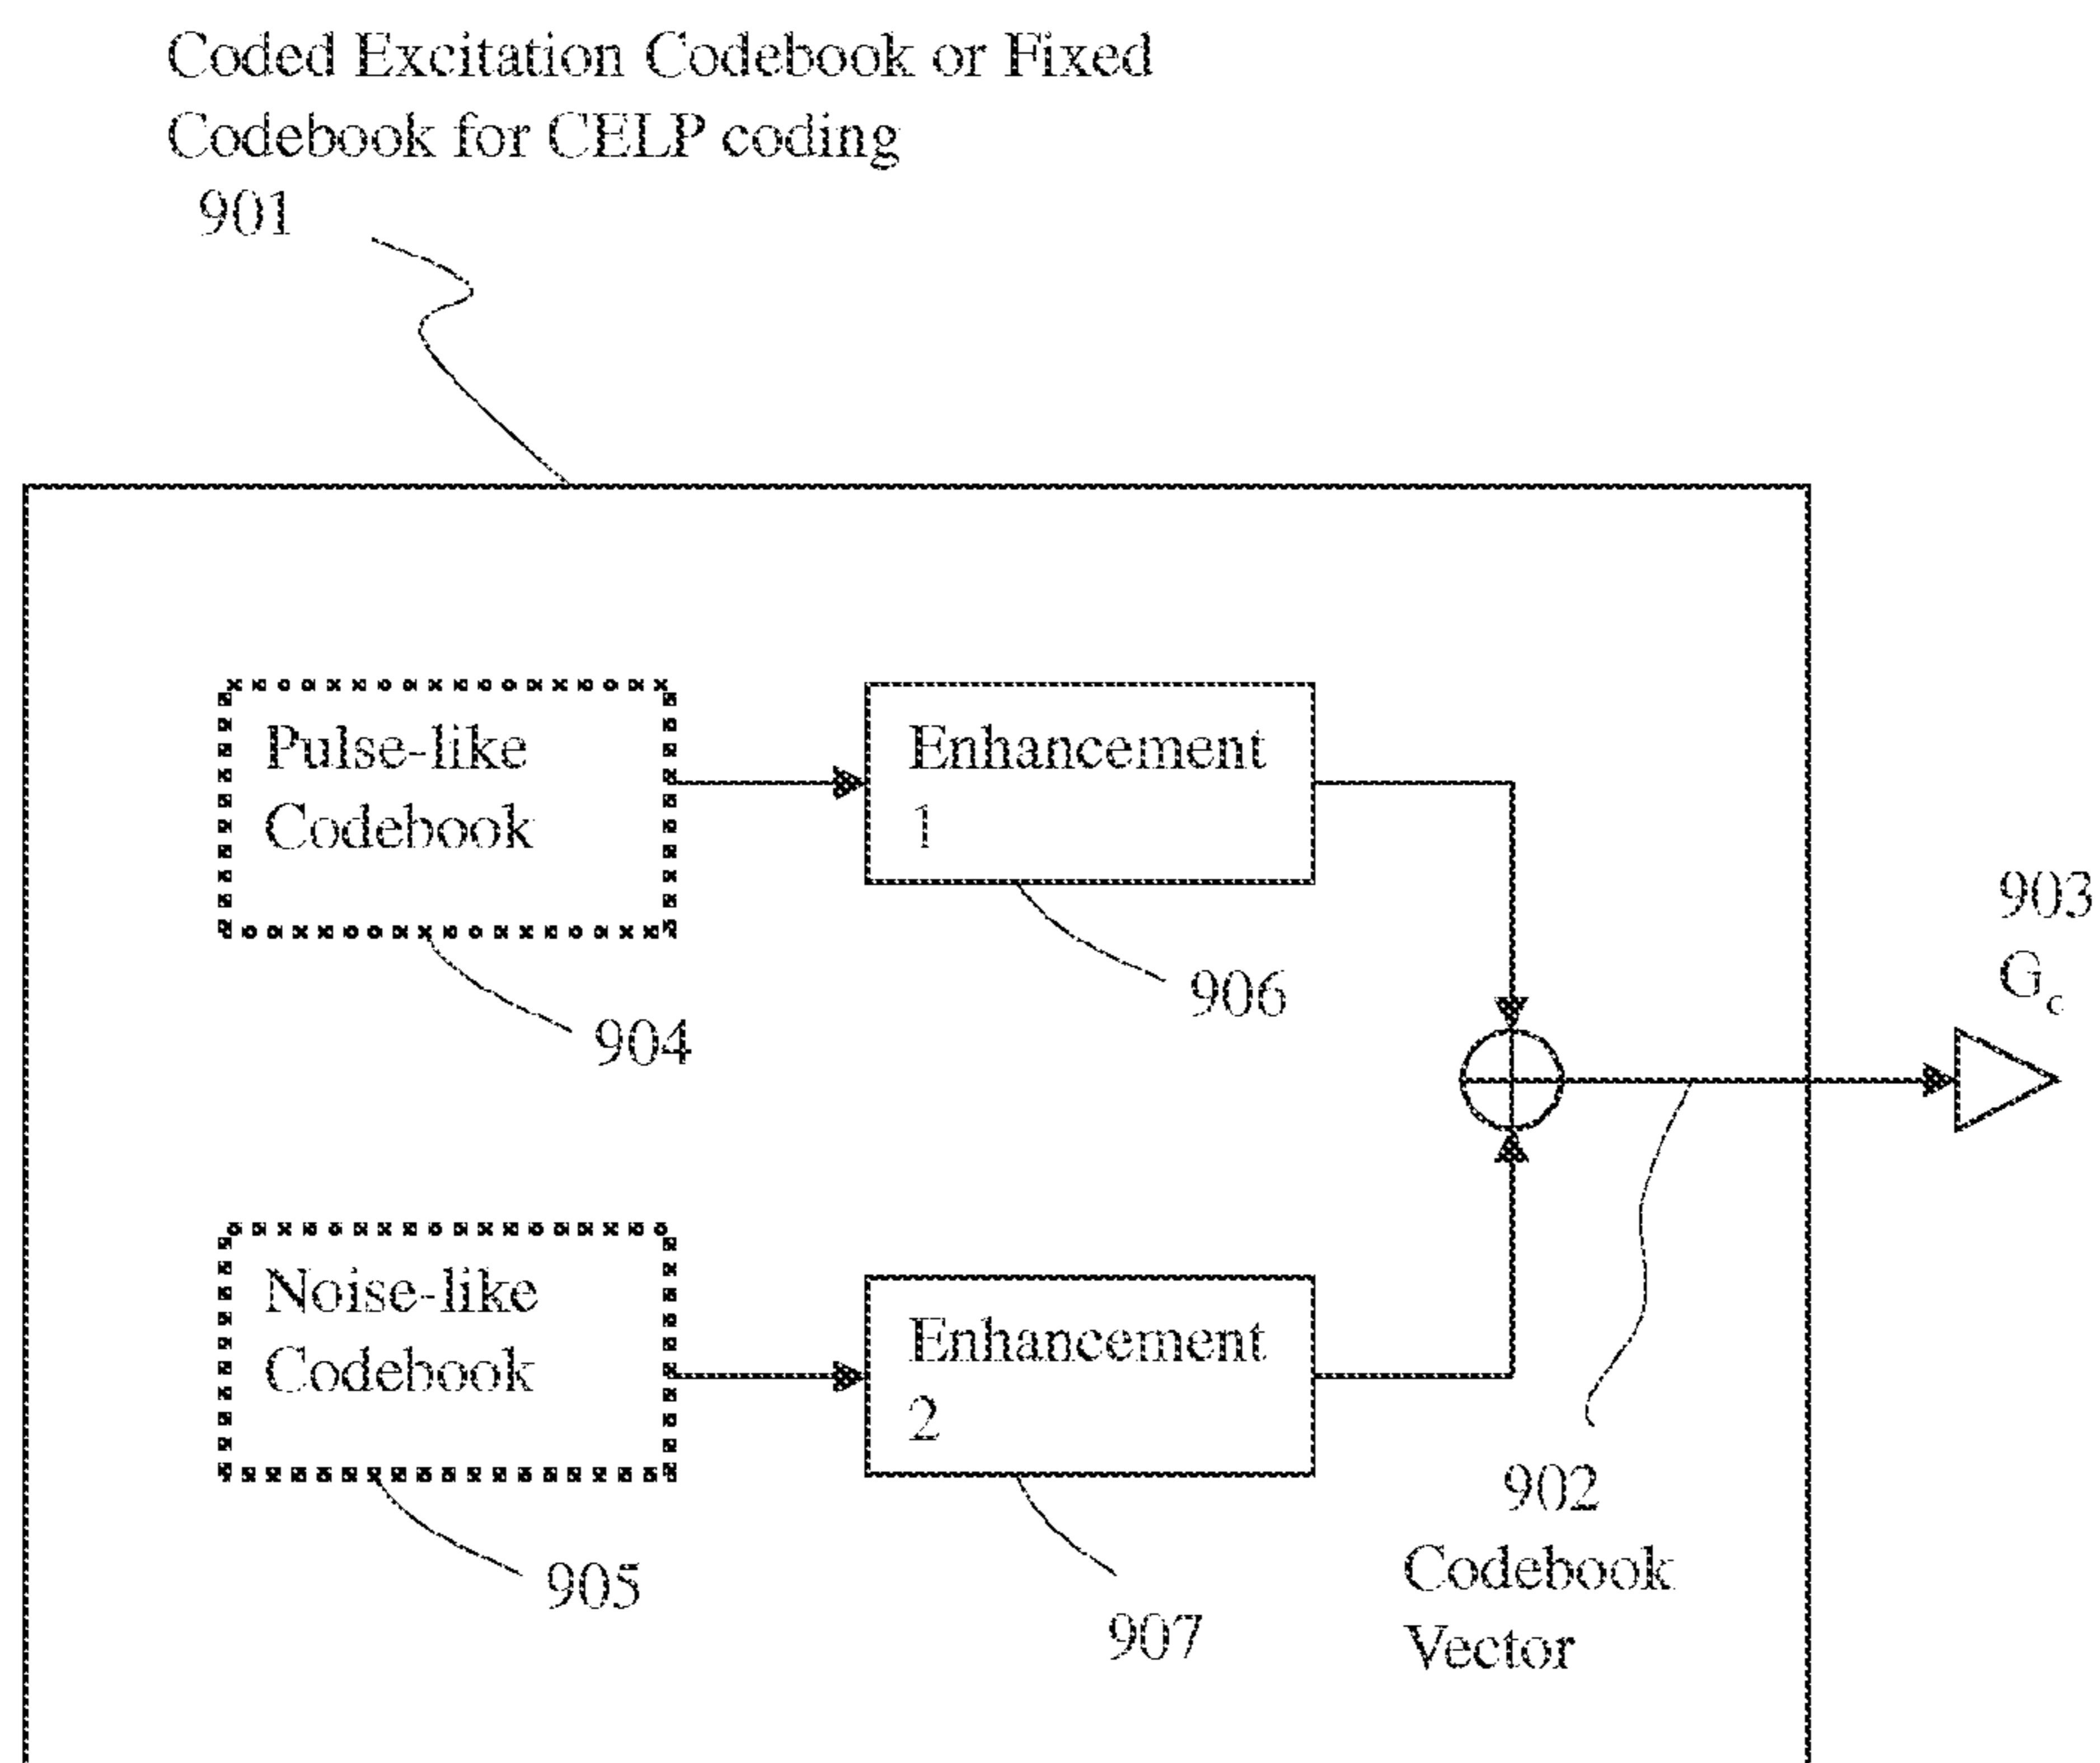 Coded Excitation Codebook or Fixed
Codebook for CELP coding
901
Pulse-like
Codebook
904
Enhancement
1
906
903
G_c
Noise-like
Codebook
905
Enhancement
2
907
902
Codebook
Vector